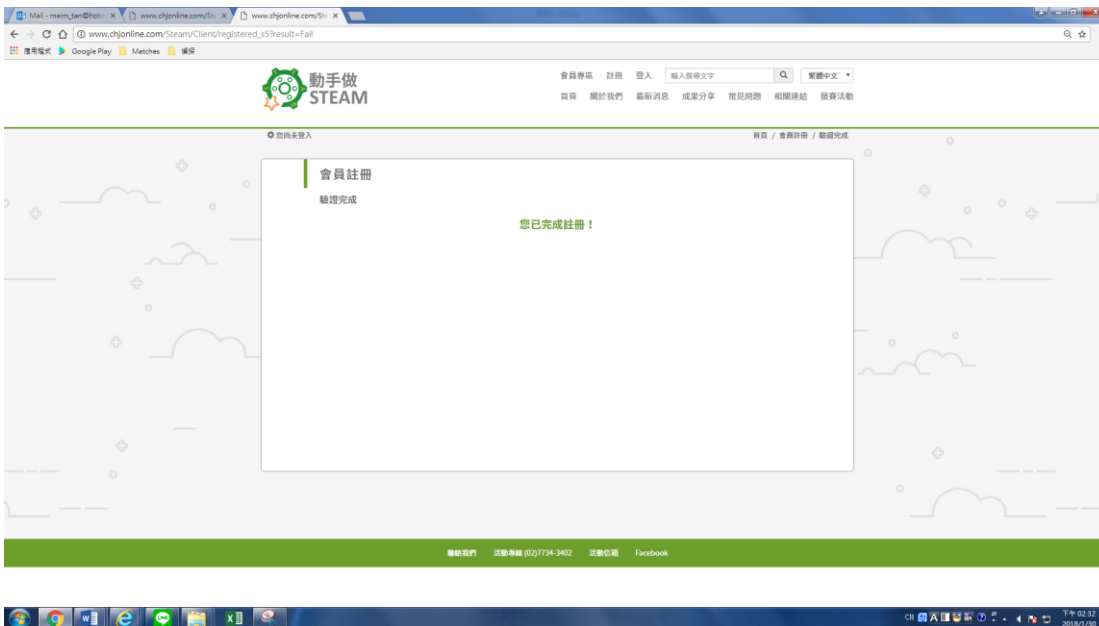 Mail - meim_tan@hotm
www.chjonline.com/Ste
www.chjonline.com/Ste
www.chjonline.com/Steam/Client/registered_s5?result=Fail
應用程式
Google Play
Matches
動手做
STEAM
會員專區 註冊 登入 輸入搜尋文字 繁體中文
首頁 關於我們 最新消息 成果分享 常見問題 相關連結 競賽活動
您尚未登入
首頁 / 會員註冊 / 驗證完成
會員註冊
驗證完成
您已完成註冊！
聯絡我們 活動專線 (02)7734-3402 活動信箱 Facebook
CH
下午 02:32
2018/1/30